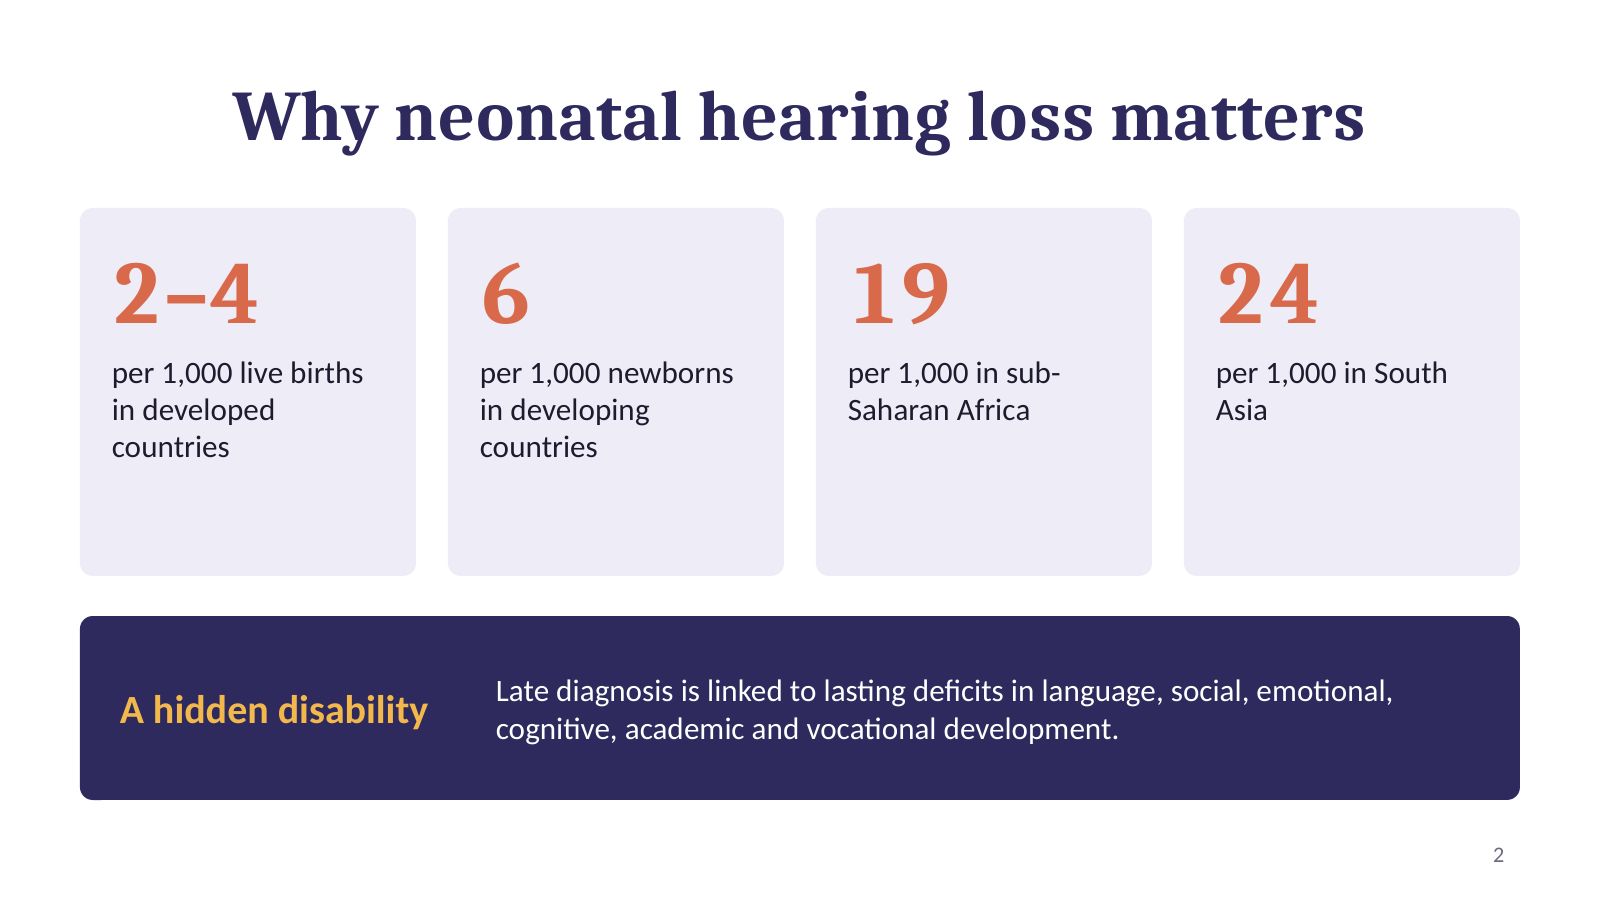 Why neonatal hearing loss matters
2–4
per 1,000 live births
in developed
countries
6
per 1,000 newborns
in developing
countries
19
per 1,000 in sub-
Saharan Africa
24
per 1,000 in South
Asia
A hidden disability
Late diagnosis is linked to lasting deficits in language, social, emotional,
cognitive, academic and vocational development.
2